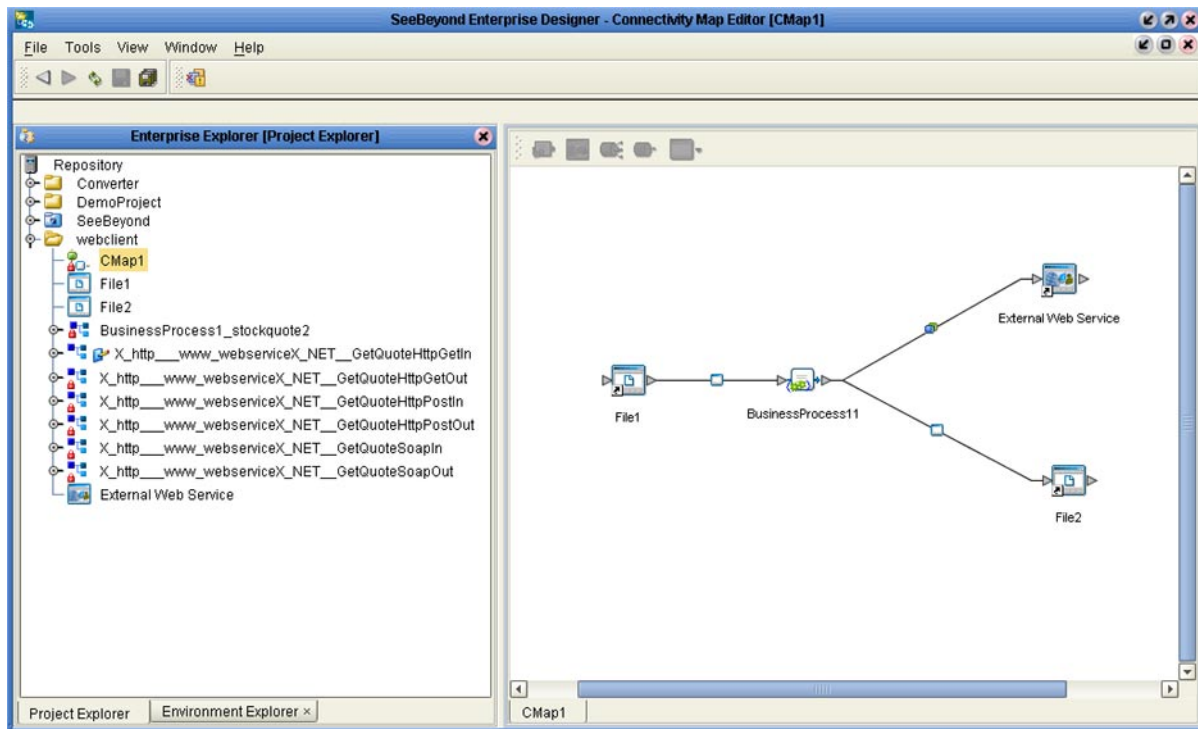 SeeBeyond Enterprise Designer - Connectivity Map Editor [CMap1]
File Tools View Window Help
Enterprise Explorer [Project Explorer]
Repository
Converter
DemoProject
SeeBeyond
webclient
CMap1
File1
File2
BusinessProcess1_stockquote2
X_http___www_webserviceX_NET__GetQuoteHttpGetIn
X_http___www_webserviceX_NET__GetQuoteHttpGetOut
X_http___www_webserviceX_NET__GetQuoteHttpPostIn
X_http___www_webserviceX_NET__GetQuoteHttpPostOut
X_http___www_webserviceX_NET__GetQuoteSoapIn
X_http___www_webserviceX_NET__GetQuoteSoapOut
External Web Service
Project Explorer
Environment Explorer ×
External Web Service
File1
BusinessProcess11
File2
CMap1